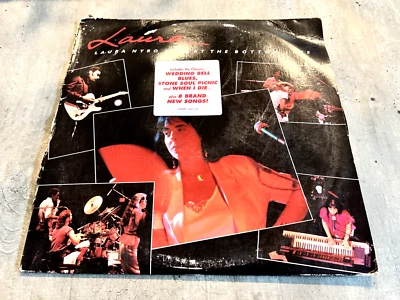 Laura
LAURA NYRO AT THE BOTTOM LINE
includes the Classics
WEDDING BELL
BLUES,
STONE SOUL PICNIC
and WHEN I DIE
plus 8 BRAND
NEW SONGS!